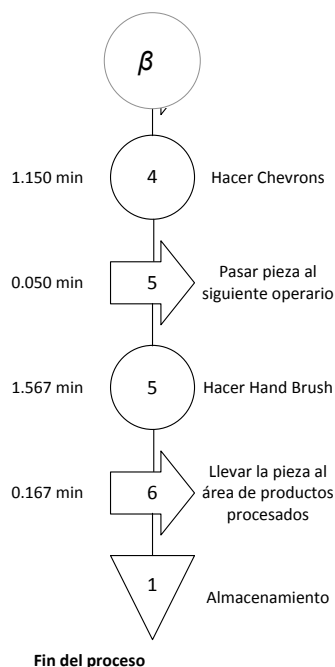 β
1.150 min
4
Hacer Chevrons
0.050 min
5
Pasar pieza al
siguiente operario
1.567 min
5
Hacer Hand Brush
0.167 min
6
Llevar la pieza al
área de productos
procesados
1
Almacenamiento
Fin del proceso